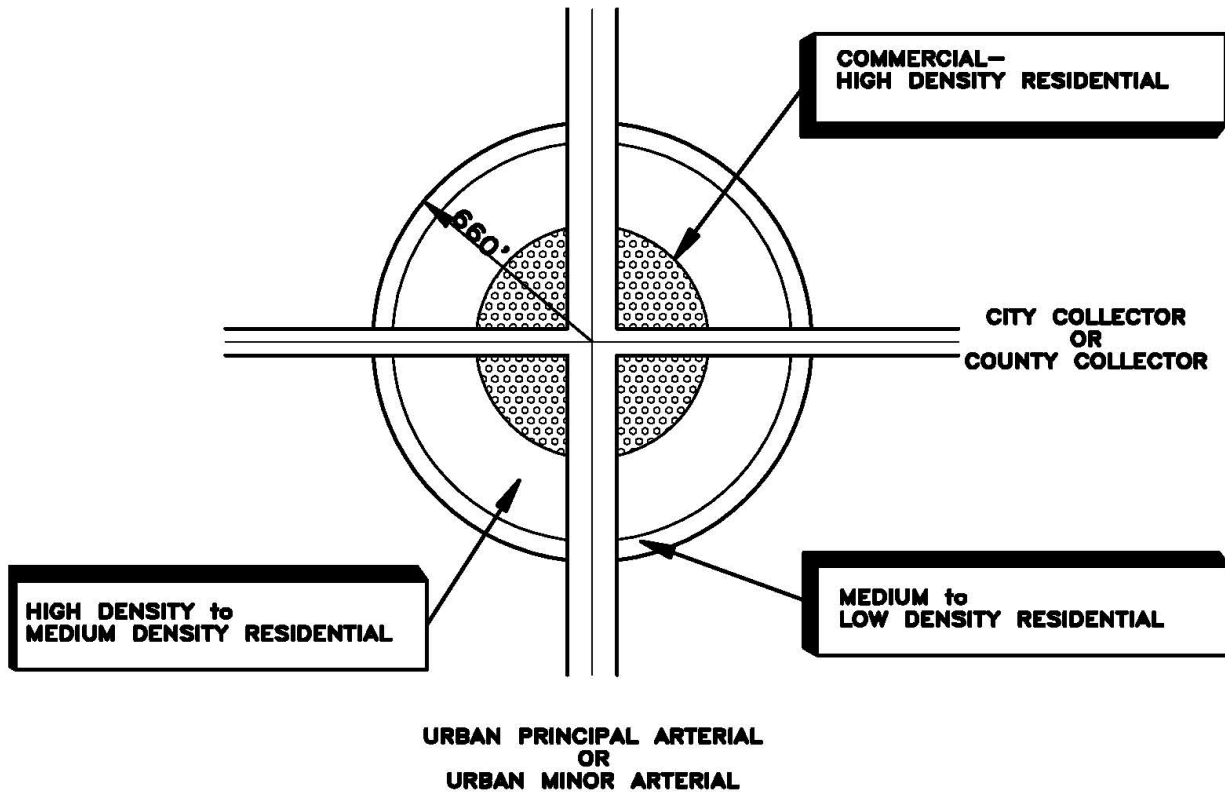 COMMERCIAL-
HIGH DENSITY RESIDENTIAL
660'
CITY COLLECTOR
OR
COUNTY COLLECTOR
HIGH DENSITY to
MEDIUM DENSITY RESIDENTIAL
MEDIUM to
LOW DENSITY RESIDENTIAL
URBAN PRINCIPAL ARTERIAL
OR
URBAN MINOR ARTERIAL